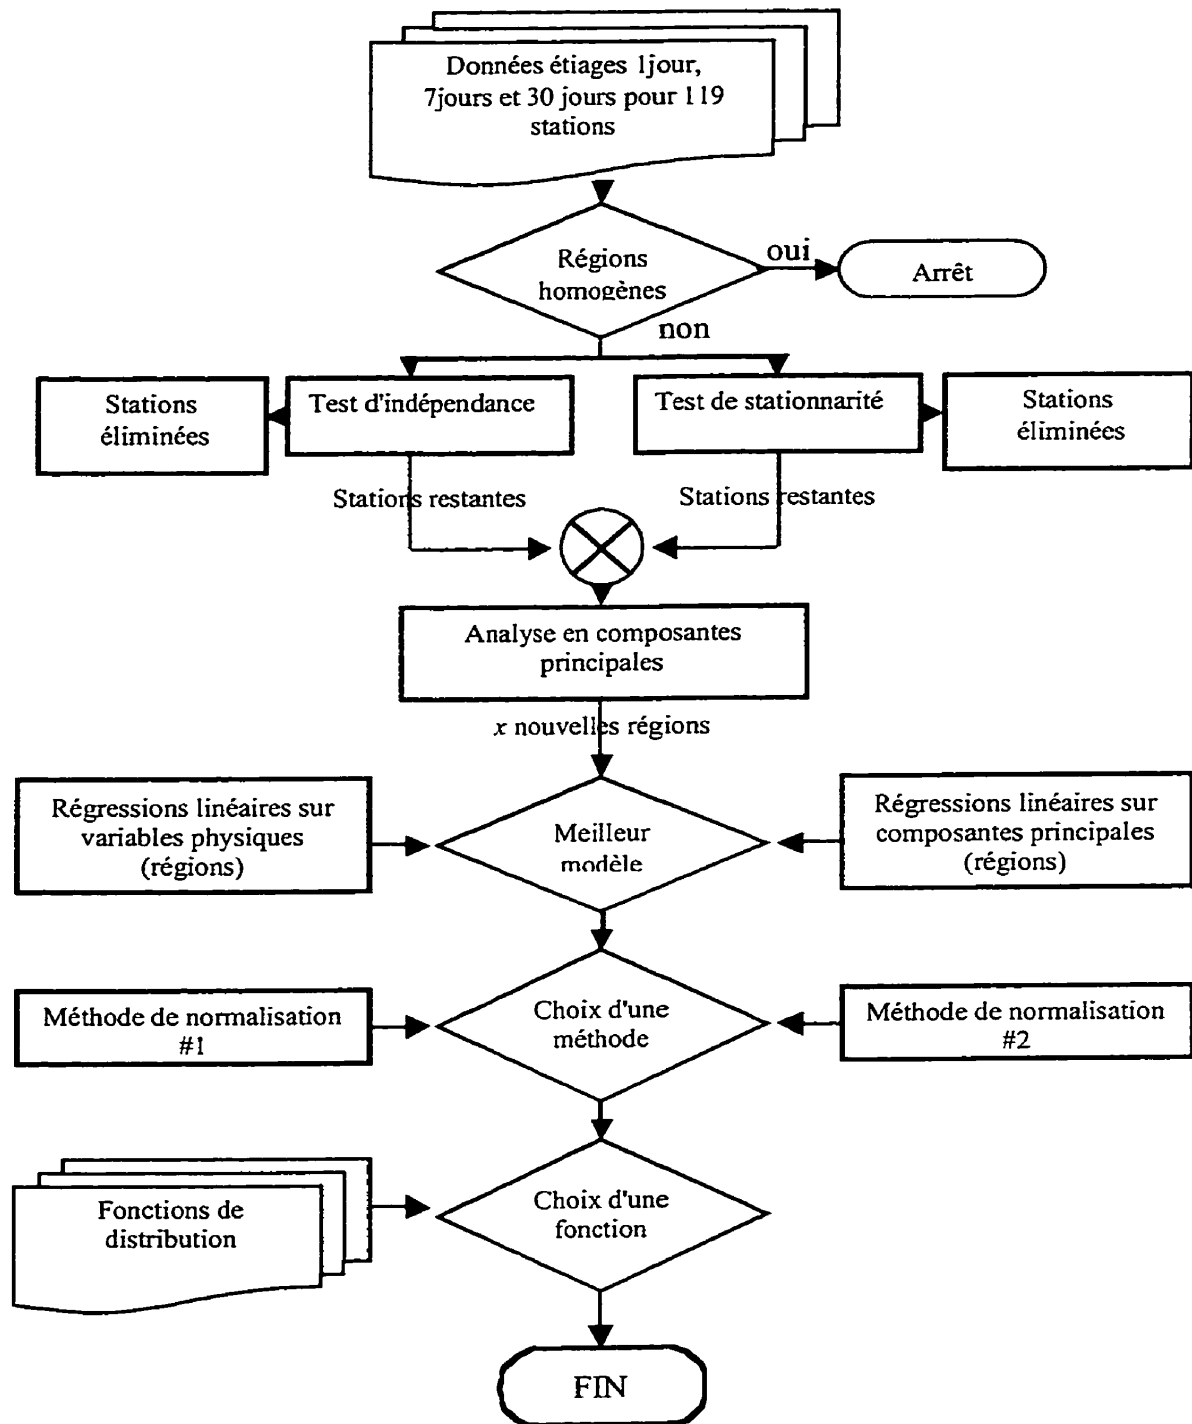 Données étiages 1jour,
7jours et 30 jours pour 119
stations
Régions
homogènes
oui
Arrêt
non
Stations
éliminées
Test d'indépendance
Test de stationnarité
Stations
éliminées
Stations restantes
Stations restantes
Analyse en composantes
principales
x nouvelles régions
Régressions linéaires sur
variables physiques
(régions)
Meilleur
modèle
Régressions linéaires sur
composantes principales
(régions)
Méthode de normalisation
#1
Choix d'une
méthode
Méthode de normalisation
#2
Fonctions de
distribution
Choix d'une
fonction
FIN